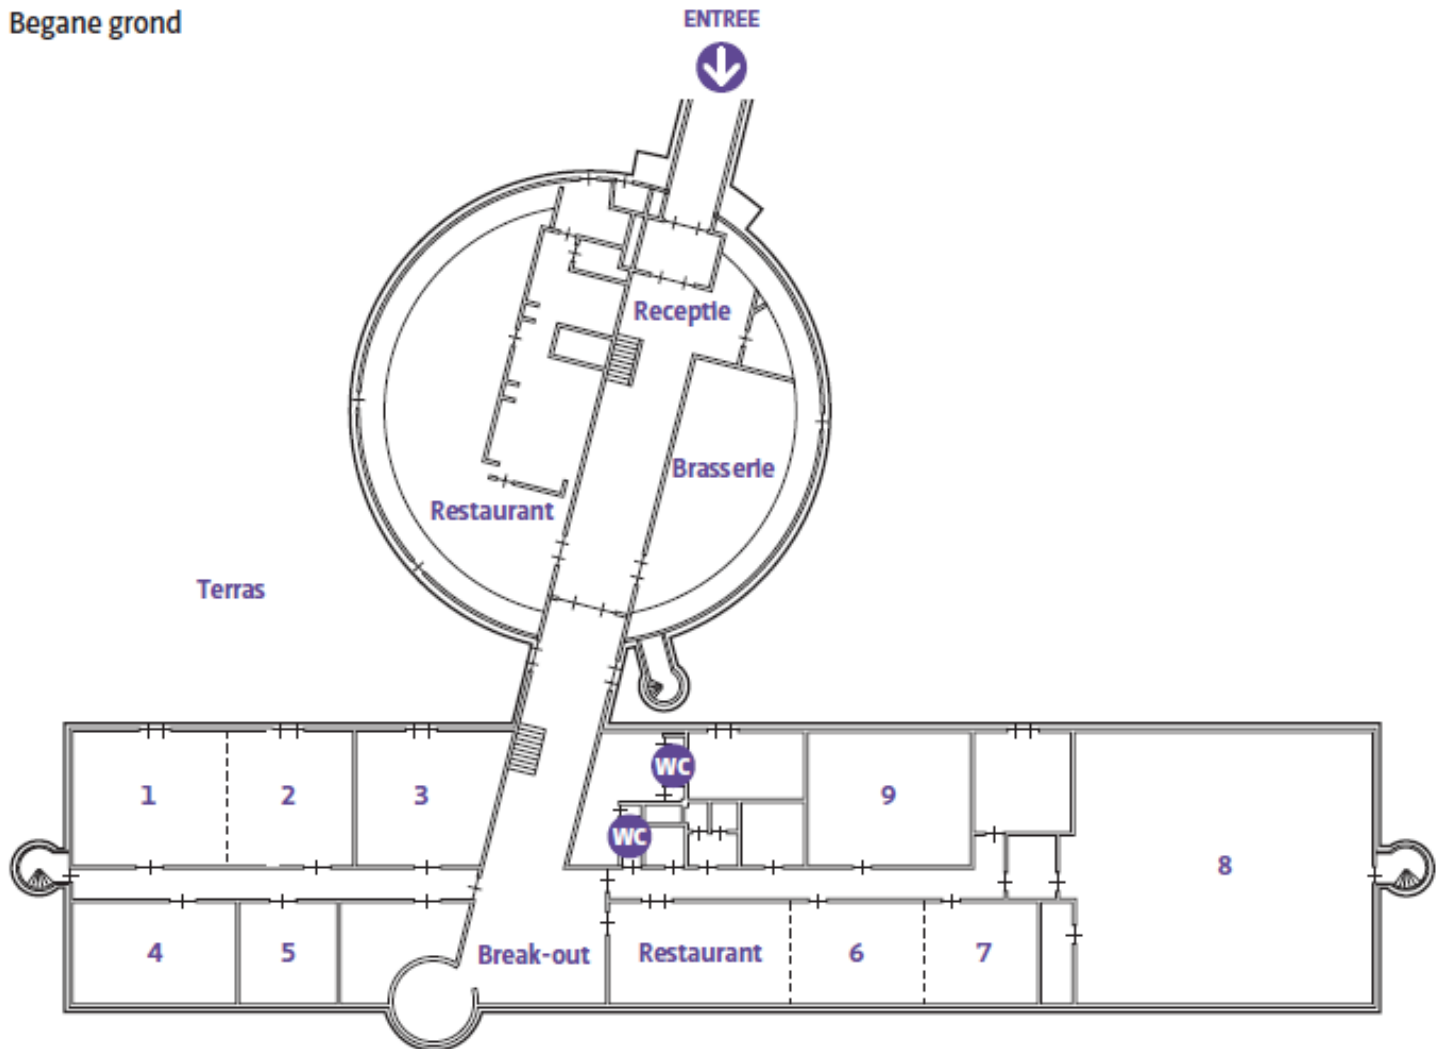 Begane grond
ENTREE
Receptie
Brasserie
Restaurant
Terras
WC
1
2
3
9
WC
8
4
5
Break-out
Restaurant
6
7